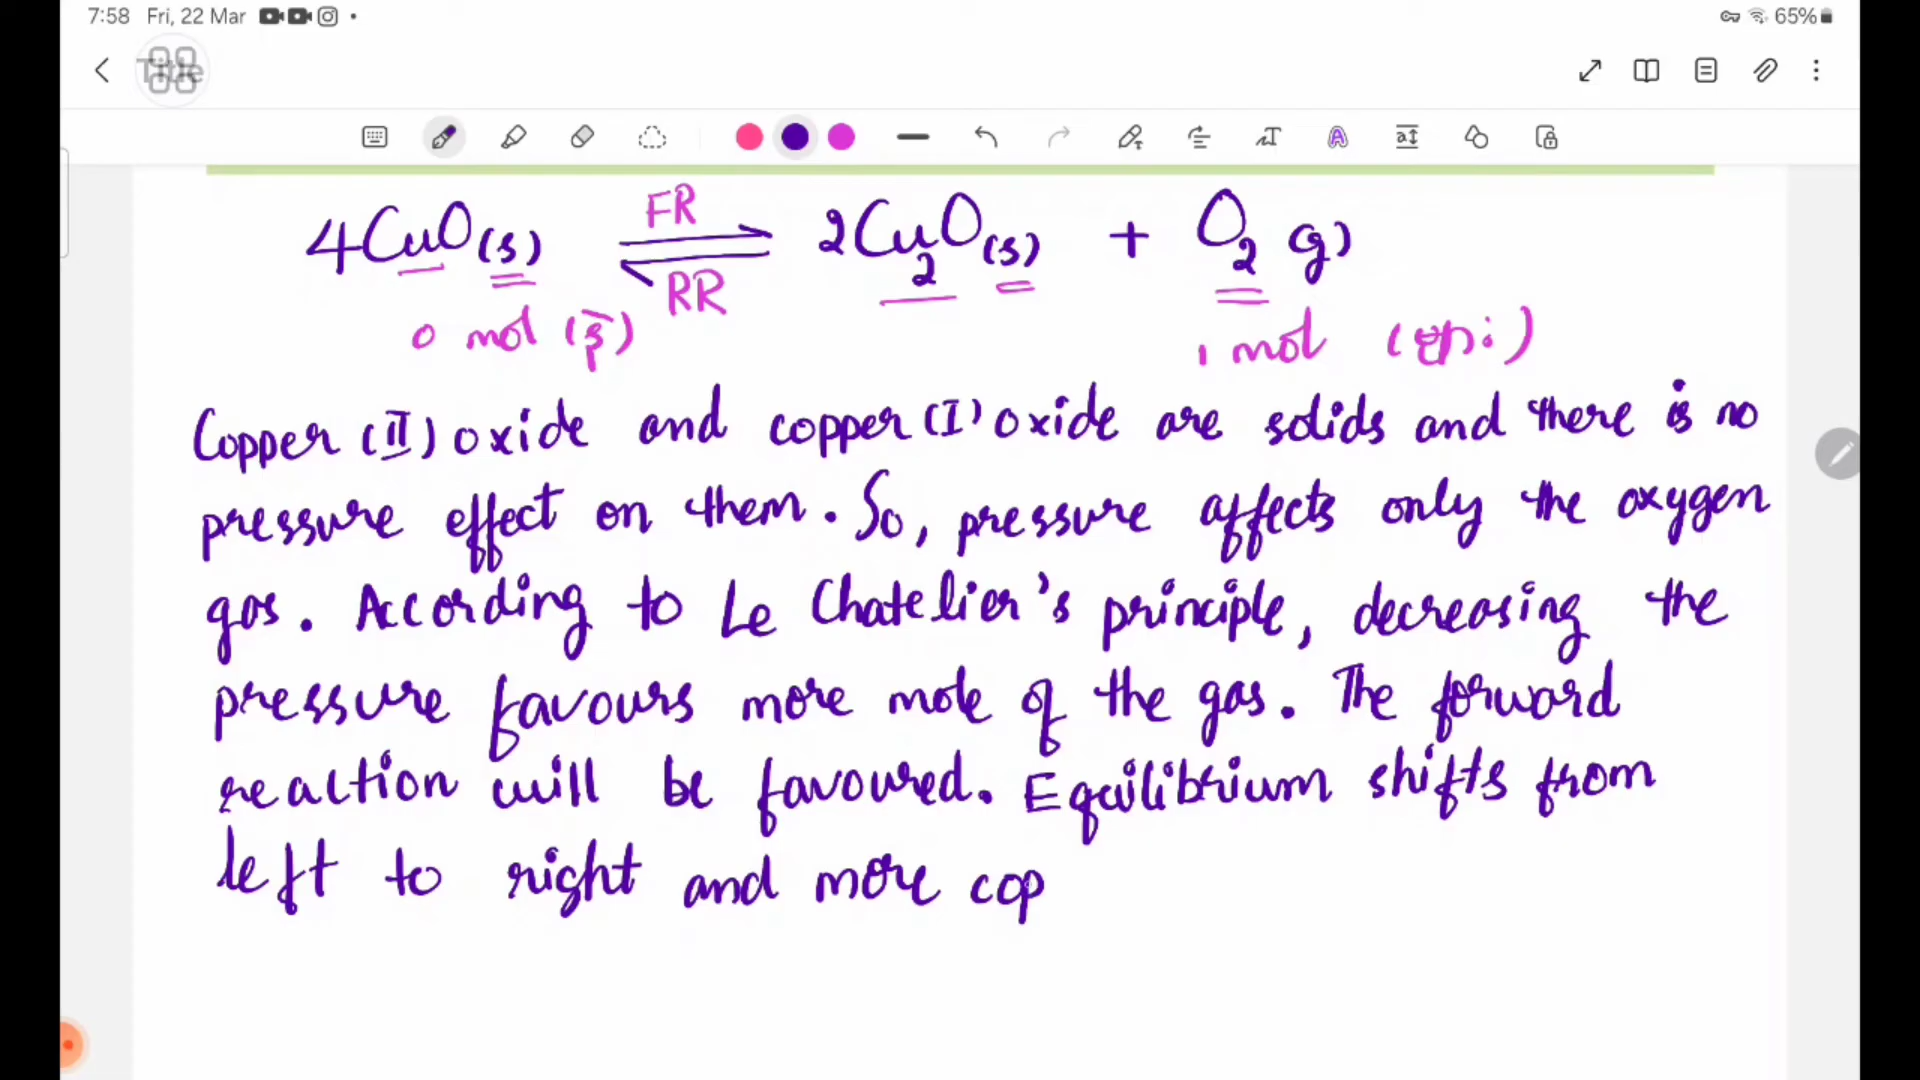 7:58 Fri, 22 Mar
65%
Title
4CuO(s) FR RR 2Cu₂O(s) + O₂ g)
0 mol 1 mol
Copper (II) oxide and copper (I) oxide are solids and there is no
pressure effect on them. So, pressure affects only the oxygen
gas. According to Le Chatelier's principle, decreasing the
pressure favours more mole of the gas. The forward
reaction will be favoured. Equilibrium shifts from
left to right and more cop